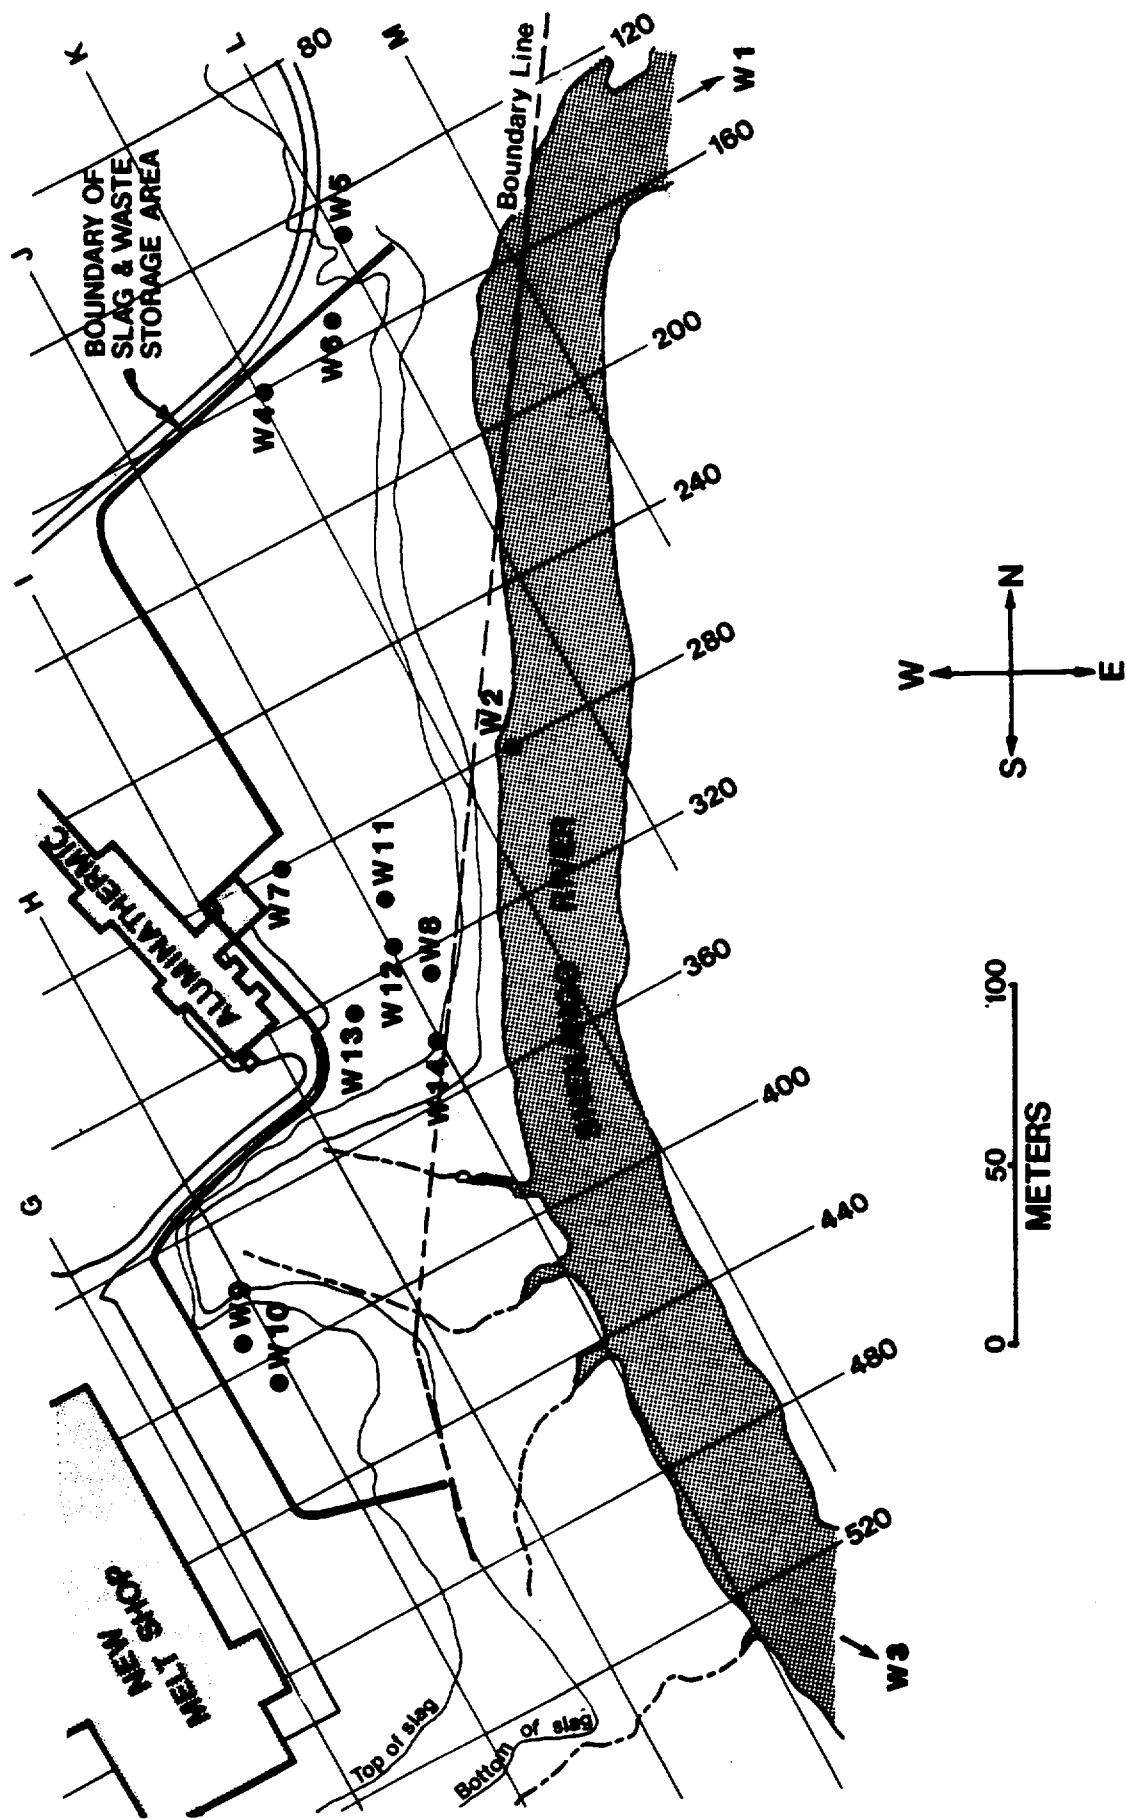 K
L
80
M
120
Boundary Line
W1
160
J
BOUNDARY OF
SLAG & WASTE
STORAGE AREA
W5
W6
W4
200
240
I
280
W2
320
ALUMINATHERMIC
H
W7
W11
W12
W8
W13
W14
SHENANGO RIVER
360
400
G
440
W9
W10
480
520
NEW
MELT SHOP
Top of slag
Bottom of slag
W3
W
N
S
E
0 50 100
METERS